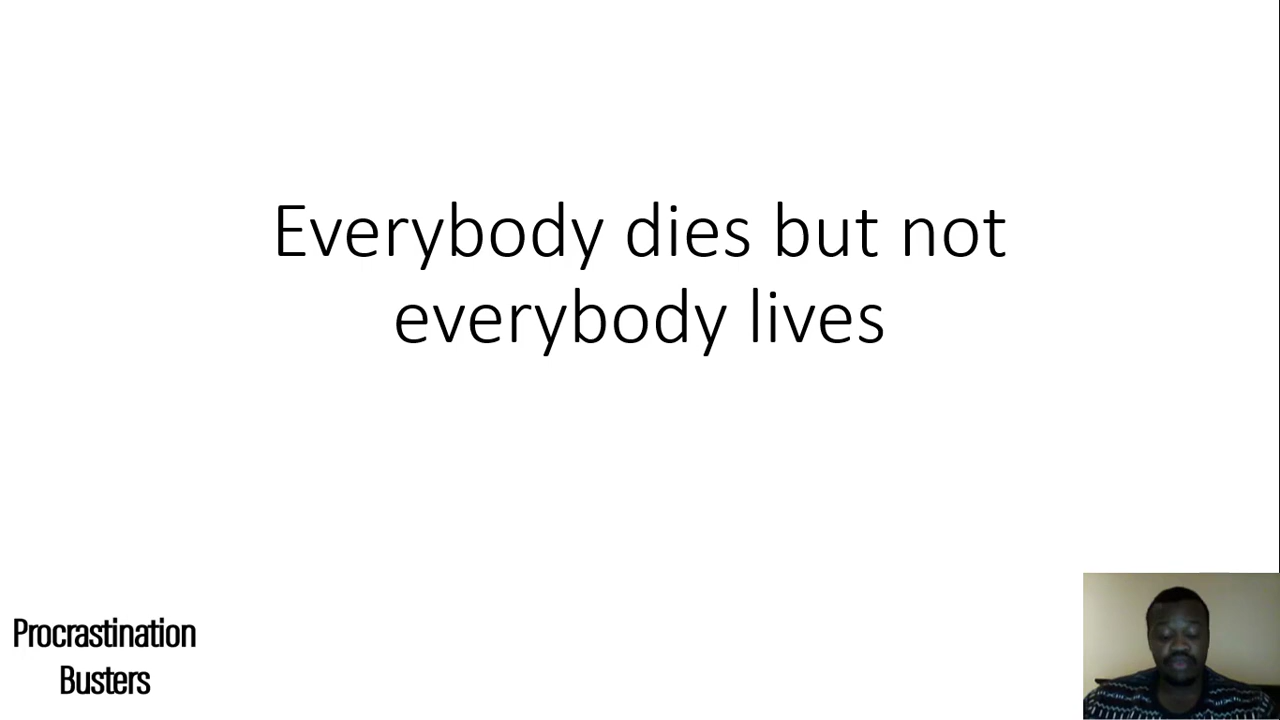 Everybody dies but not
everybody lives
Procrastination
Busters